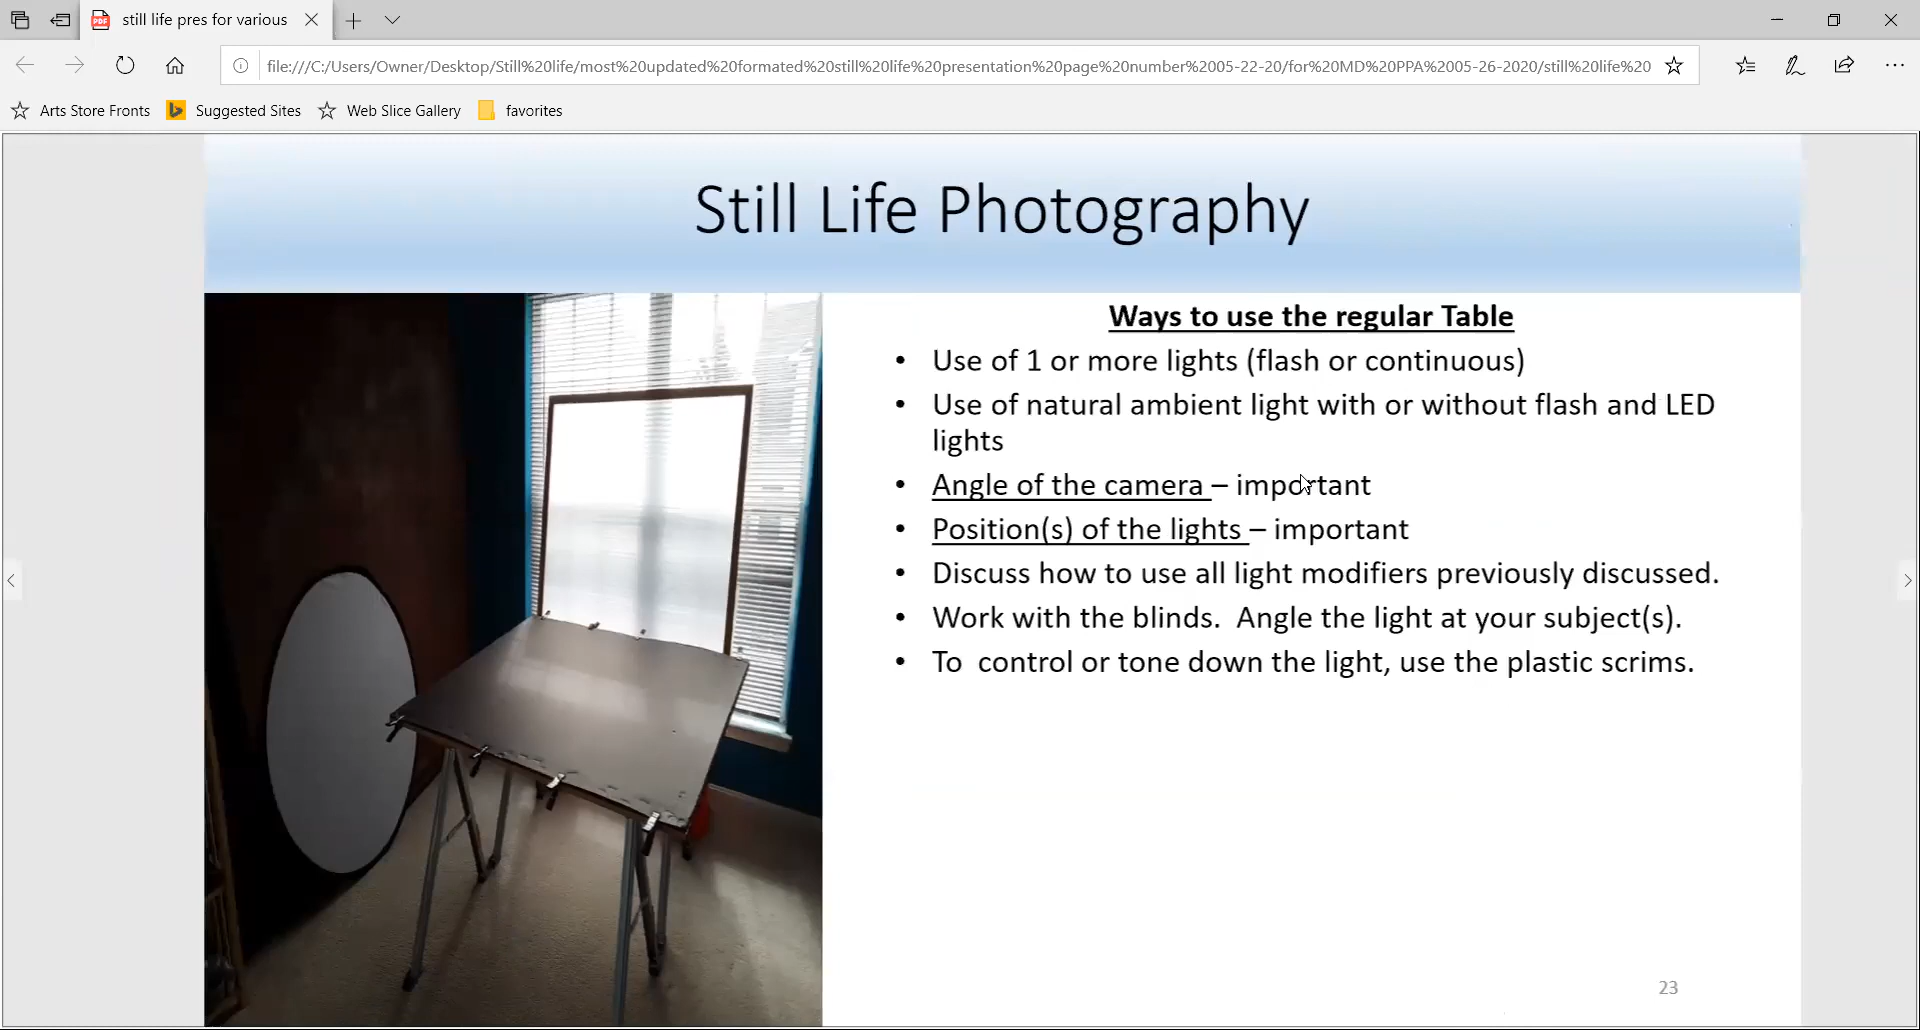 still life pres for various
file:///C:/Users/Owner/Desktop/Still%20life/most%20updated%20formated%20still%20life%20presentation%20page%20number%2005-22-20/for%20MD%20PPA%2005-26-2020/still%20life%20
Arts Store Fronts Suggested Sites Web Slice Gallery favorites
Still Life Photography
Ways to use the regular Table
• Use of 1 or more lights (flash or continuous)
• Use of natural ambient light with or without flash and LED
lights
• Angle of the camera – important
• Position(s) of the lights – important
• Discuss how to use all light modifiers previously discussed.
• Work with the blinds.  Angle the light at your subject(s).
• To  control or tone down the light, use the plastic scrims.
23